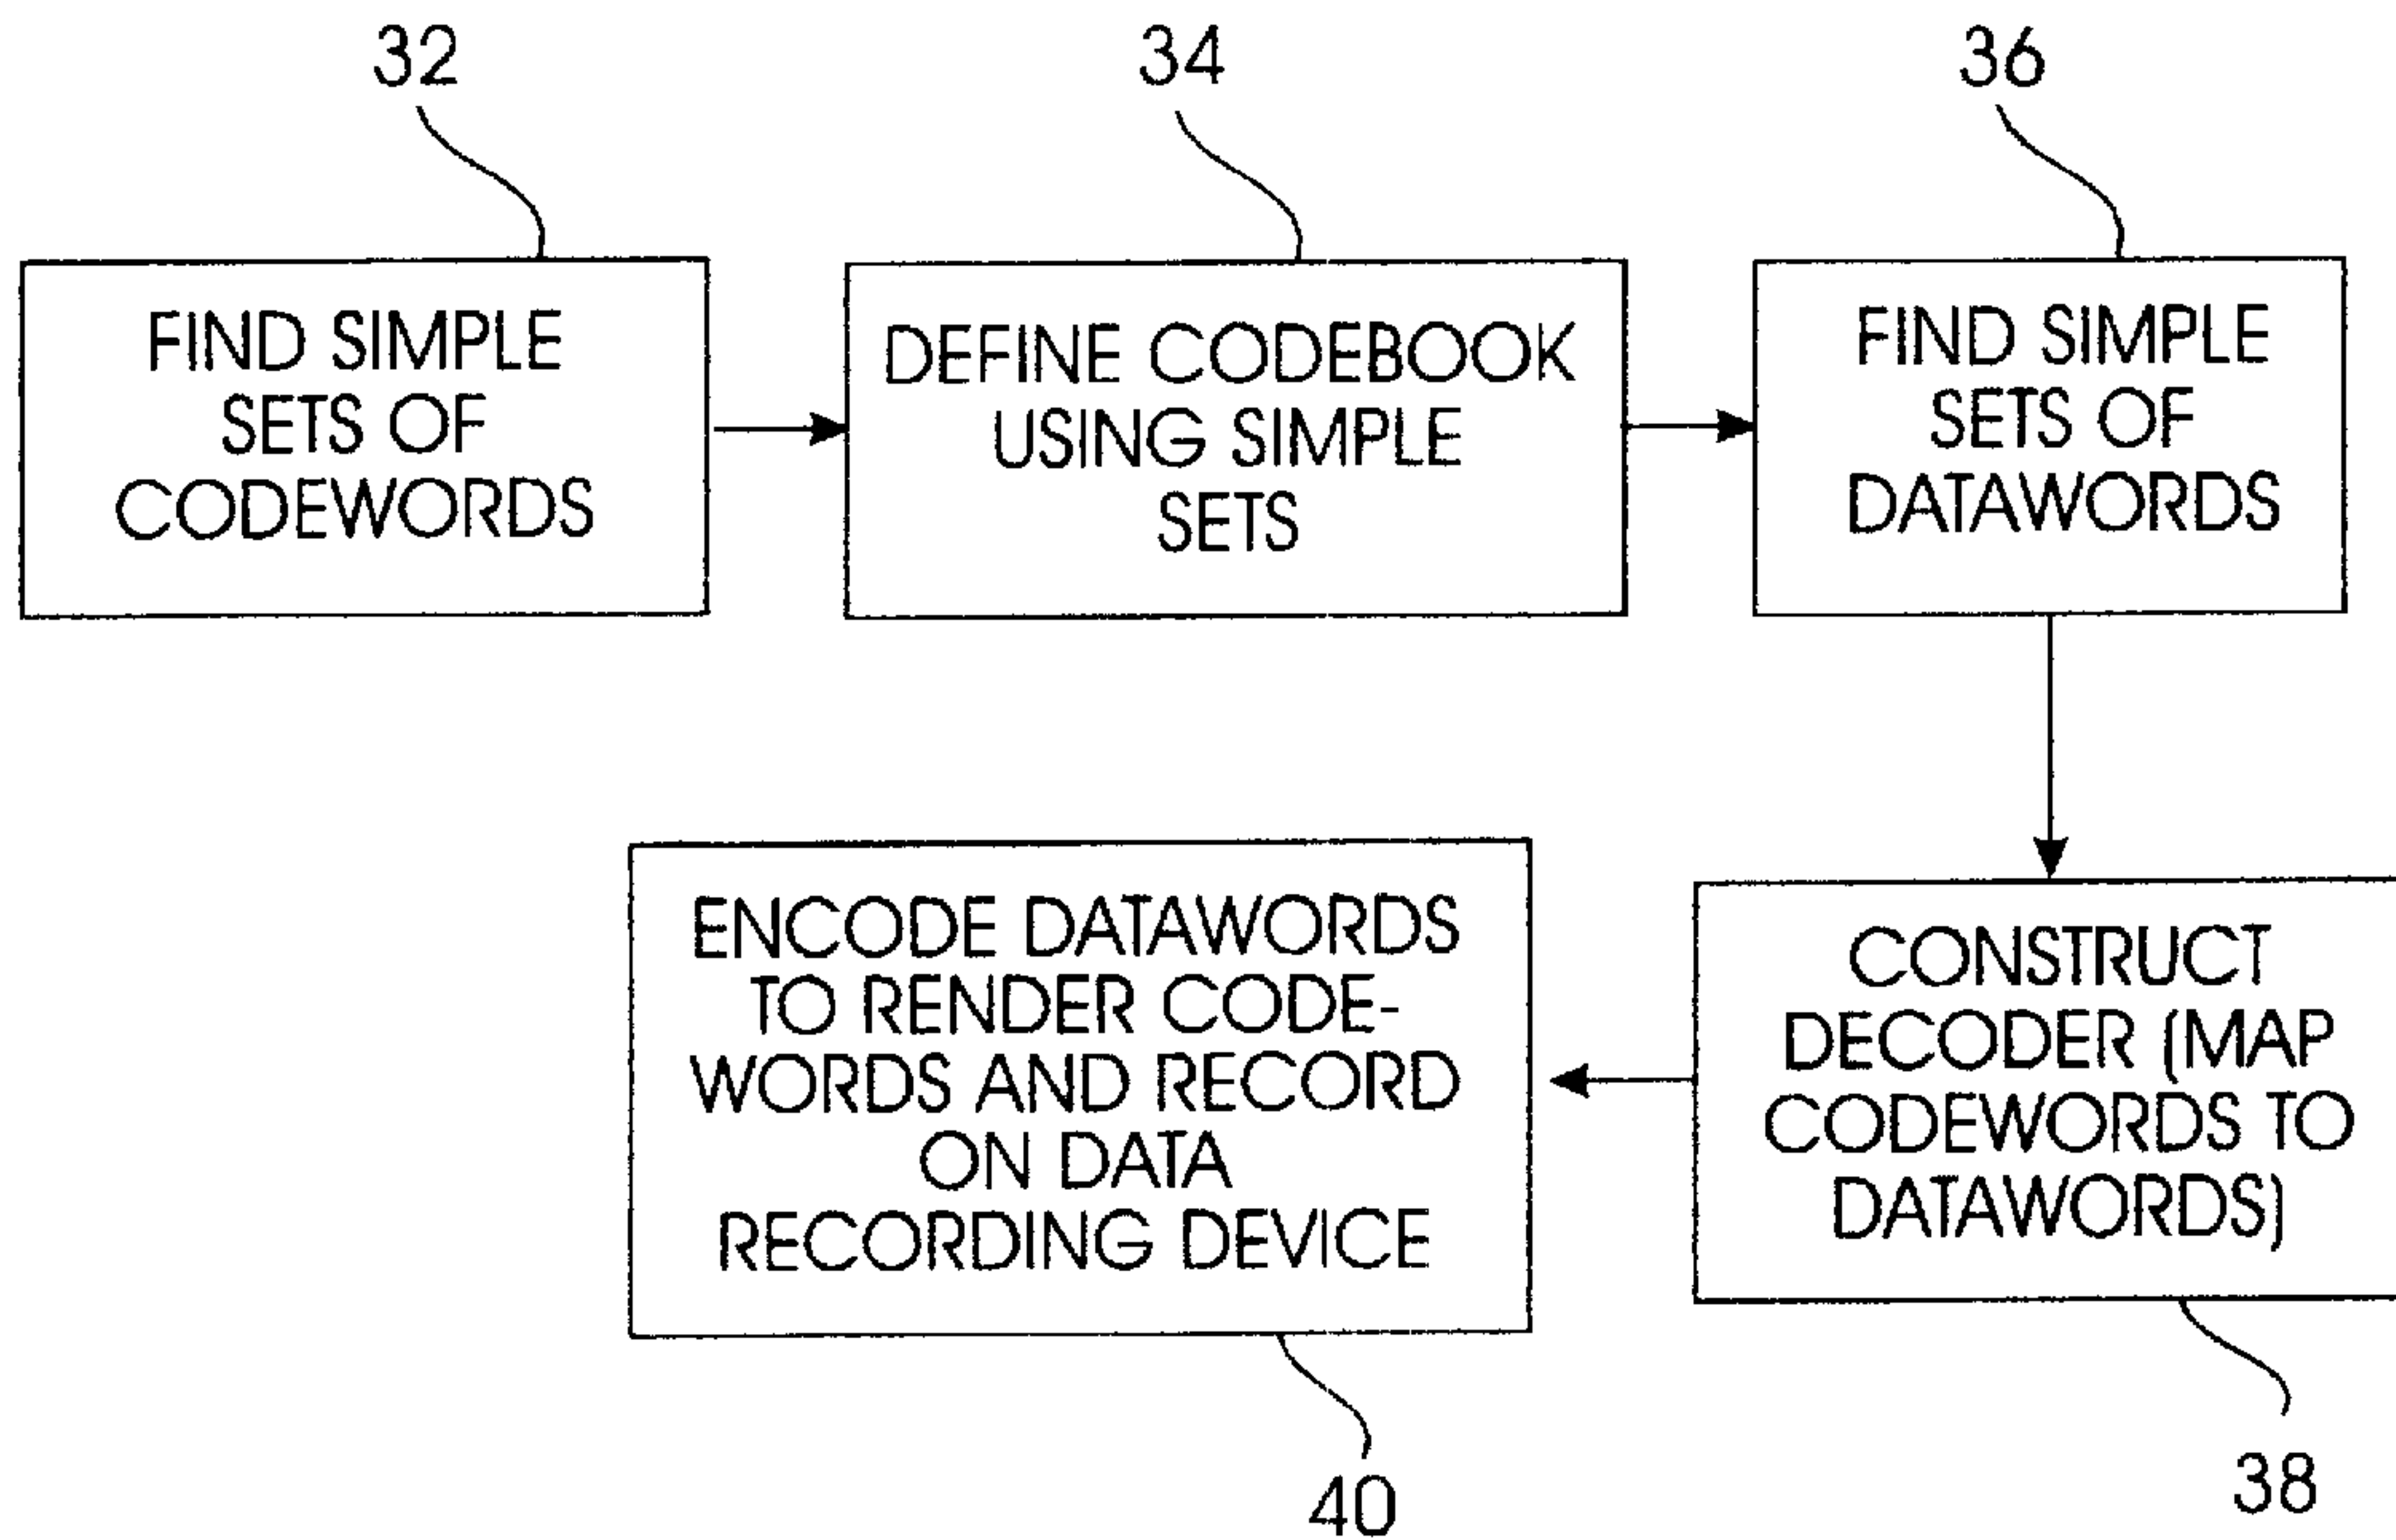 32
34
36
FIND SIMPLE
SETS OF
CODEWORDS
DEFINE CODEBOOK
USING SIMPLE
SETS
FIND SIMPLE
SETS OF
DATAWORDS
ENCODE DATAWORDS
TO RENDER CODE-
WORDS AND RECORD
ON DATA
RECORDING DEVICE
CONSTRUCT
DECODER (MAP
CODEWORDS TO
DATAWORDS)
40
38